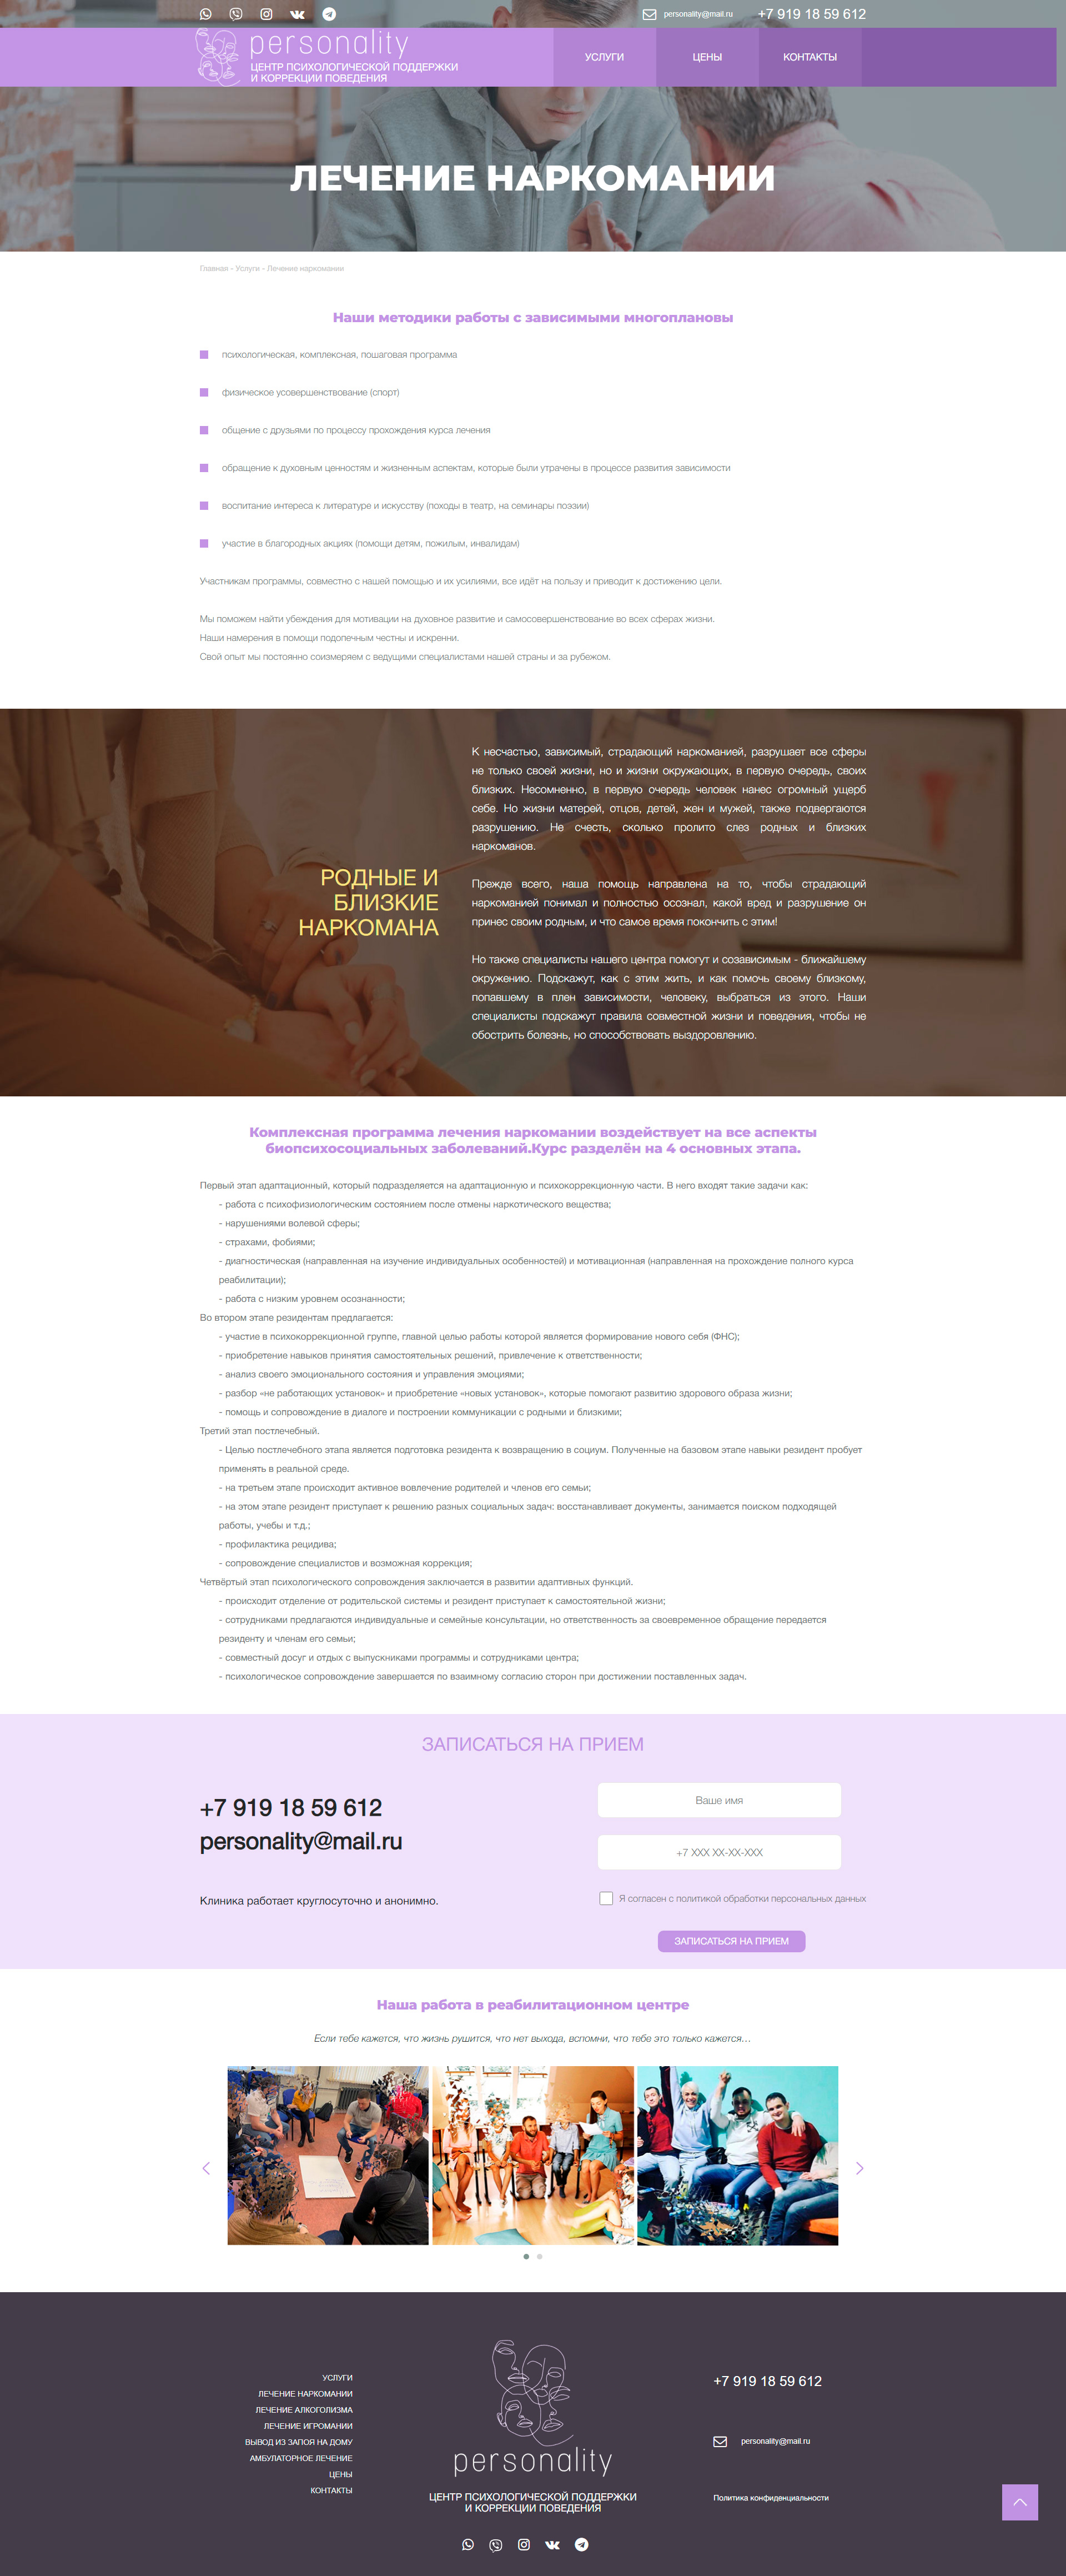 personality@mail.ru +7 919 18 59 612
personality
ЦЕНТР ПСИХОЛОГИЧЕСКОЙ ПОДДЕРЖКИ
И КОРРЕКЦИИ ПОВЕДЕНИЯ
УСЛУГИ ЦЕНЫ КОНТАКТЫ
ЛЕЧЕНИЕ НАРКОМАНИИ
Главная - Услуги - Лечение наркомании
Наши методики работы с зависимыми многоплановы
психологическая, комплексная, пошаговая программа
физическое усовершенствование (спорт)
общение с друзьями по процессу прохождения курса лечения
обращение к духовным ценностям и жизненным аспектам, которые были утрачены в процессе развития зависимости
воспитание интереса к литературе и искусству (походы в театр, на семинары поэзии)
участие в благородных акциях (помощи детям, пожилым, инвалидам)
Участникам программы, совместно с нашей помощью и их усилиями, все идёт на пользу и приводит к достижению цели.
Мы поможем найти убеждения для мотивации на духовное развитие и самосовершенствование во всех сферах жизни.
Наши намерения в помощи подопечным честны и искренни.
Свой опыт мы постоянно соизмеряем с ведущими специалистами нашей страны и за рубежом.
РОДНЫЕ И
БЛИЗКИЕ
НАРКОМАНА
К несчастью, зависимый, страдающий наркоманией, разрушает все сферы
не только своей жизни, но и жизни окружающих, в первую очередь, своих
близких. Несомненно, в первую очередь человек нанес огромный ущерб
себе. Но жизни матерей, отцов, детей, жен и мужей, также подвергаются
разрушению. Не счесть, сколько пролито слез родных и близких
наркоманов.
Прежде всего, наша помощь направлена на то, чтобы страдающий
наркоманией понимал и полностью осознал, какой вред и разрушение он
принес своим родным, и что самое время покончить с этим!
Но также специалисты нашего центра помогут и созависимым - ближайшему
окружению. Подскажут, как с этим жить, и как помочь своему близкому,
попавшему в плен зависимости, человеку, выбраться из этого. Наши
специалисты подскажут правила совместной жизни и поведения, чтобы не
обострить болезнь, но способствовать выздоровлению.
Комплексная программа лечения наркомании воздействует на все аспекты
биопсихосоциальных заболеваний.Курс разделён на 4 основных этапа.
Первый этап адаптационный, который подразделяется на адаптационную и психокоррекционную части. В него входят такие задачи как:
- работа с психофизиологическим состоянием после отмены наркотического вещества;
- нарушениями волевой сферы;
- страхами, фобиями;
- диагностическая (направленная на изучение индивидуальных особенностей) и мотивационная (направленная на прохождение полного курса
реабилитации);
- работа с низким уровнем осознанности;
Во втором этапе резидентам предлагается:
- участие в психокоррекционной группе, главной целью работы которой является формирование нового себя (ФНС);
- приобретение навыков принятия самостоятельных решений, привлечение к ответственности;
- анализ своего эмоционального состояния и управления эмоциями;
- разбор «не работающих установок» и приобретение «новых установок», которые помогают развитию здорового образа жизни;
- помощь и сопровождение в диалоге и построении коммуникации с родными и близкими;
Третий этап постлечебный.
- Целью постлечебного этапа является подготовка резидента к возвращению в социум. Полученные на базовом этапе навыки резидент пробует
применять в реальной среде.
- на третьем этапе происходит активное вовлечение родителей и членов его семьи;
- на этом этапе резидент приступает к решению разных социальных задач: восстанавливает документы, занимается поиском подходящей
работы, учебы и т.д.;
- профилактика рецидива;
- сопровождение специалистов и возможная коррекция;
Четвёртый этап психологического сопровождения заключается в развитии адаптивных функций.
- происходит отделение от родительской системы и резидент приступает к самостоятельной жизни;
- сотрудниками предлагаются индивидуальные и семейные консультации, но ответственность за своевременное обращение передается
резиденту и членам его семьи;
- совместный досуг и отдых с выпускниками программы и сотрудниками центра;
- психологическое сопровождение завершается по взаимному согласию сторон при достижении поставленных задач.
ЗАПИСАТЬСЯ НА ПРИЕМ
+7 919 18 59 612
personality@mail.ru
Клиника работает круглосуточно и анонимно.
Ваше имя
+7 XXX XX-XX-XXX
Я согласен с политикой обработки персональных данных
ЗАПИСАТЬСЯ НА ПРИЕМ
Наша работа в реабилитационном центре
Если тебе кажется, что жизнь рушится, что нет выхода, вспомни, что тебе это только кажется…
УСЛУГИ
ЛЕЧЕНИЕ НАРКОМАНИИ
ЛЕЧЕНИЕ АЛКОГОЛИЗМА
ЛЕЧЕНИЕ ИГРОМАНИИ
ВЫВОД ИЗ ЗАПОЯ НА ДОМУ
АМБУЛАТОРНОЕ ЛЕЧЕНИЕ
ЦЕНЫ
КОНТАКТЫ
personality
ЦЕНТР ПСИХОЛОГИЧЕСКОЙ ПОДДЕРЖКИ
И КОРРЕКЦИИ ПОВЕДЕНИЯ
+7 919 18 59 612
personality@mail.ru
Политика конфиденциальности